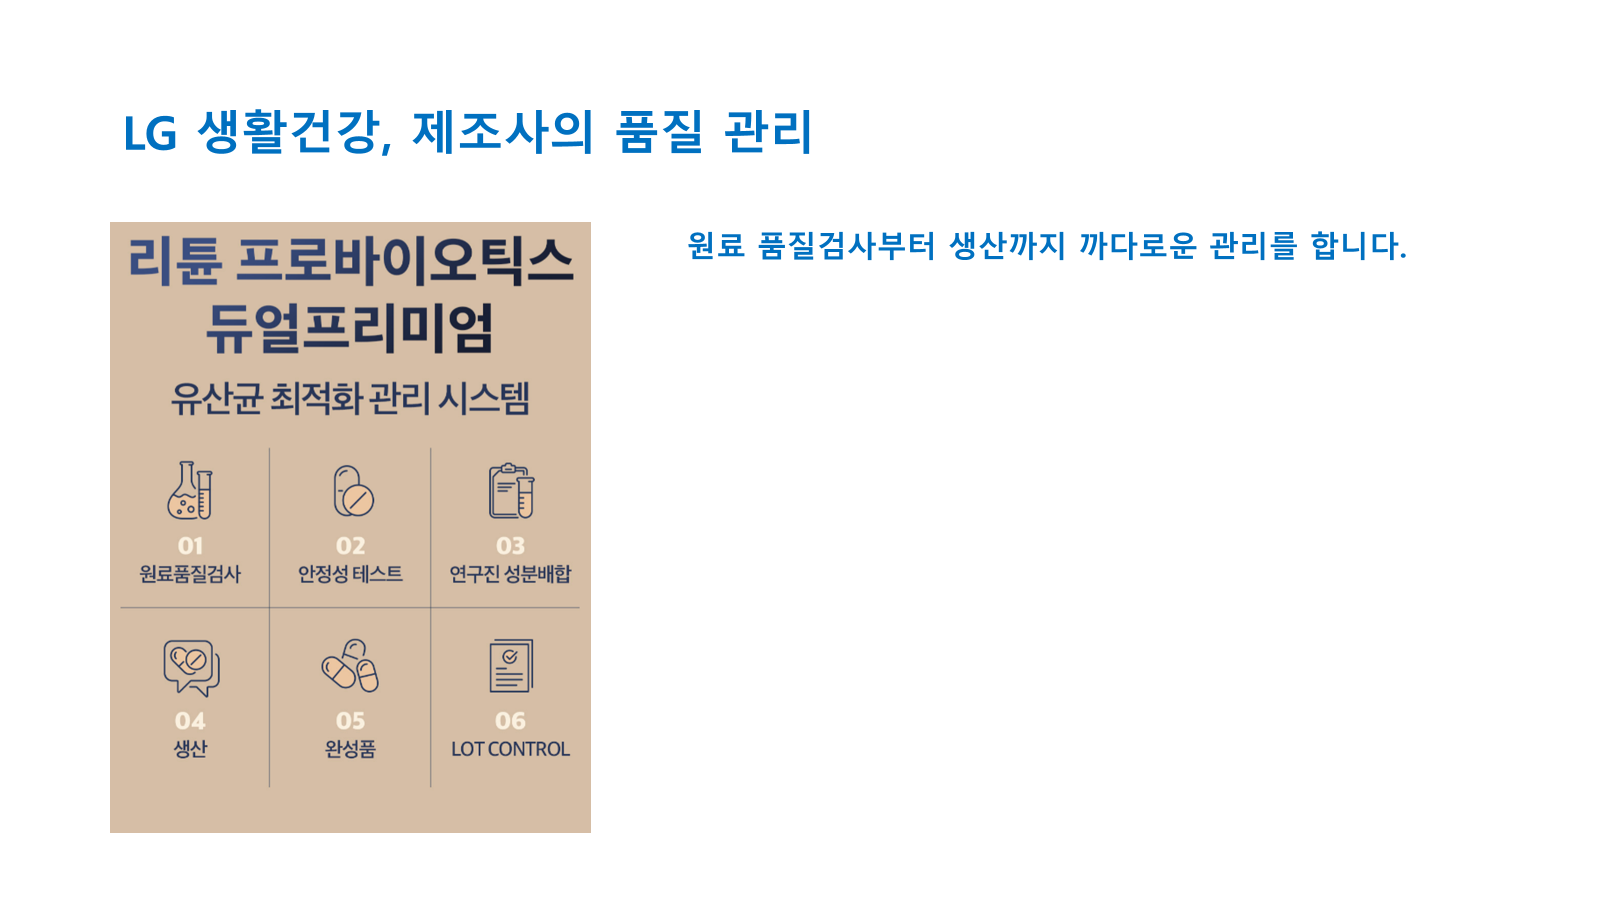 LG 생활건강, 제조사의 품질 관리
리튠 프로바이오틱스
듀얼프리미엄
유산균 최적화 관리 시스템
01
원료품질검사
02
안정성 테스트
03
연구진 성분배합
04
생산
05
완성품
06
LOT CONTROL
원료 품질검사부터 생산까지 까다로운 관리를 합니다.